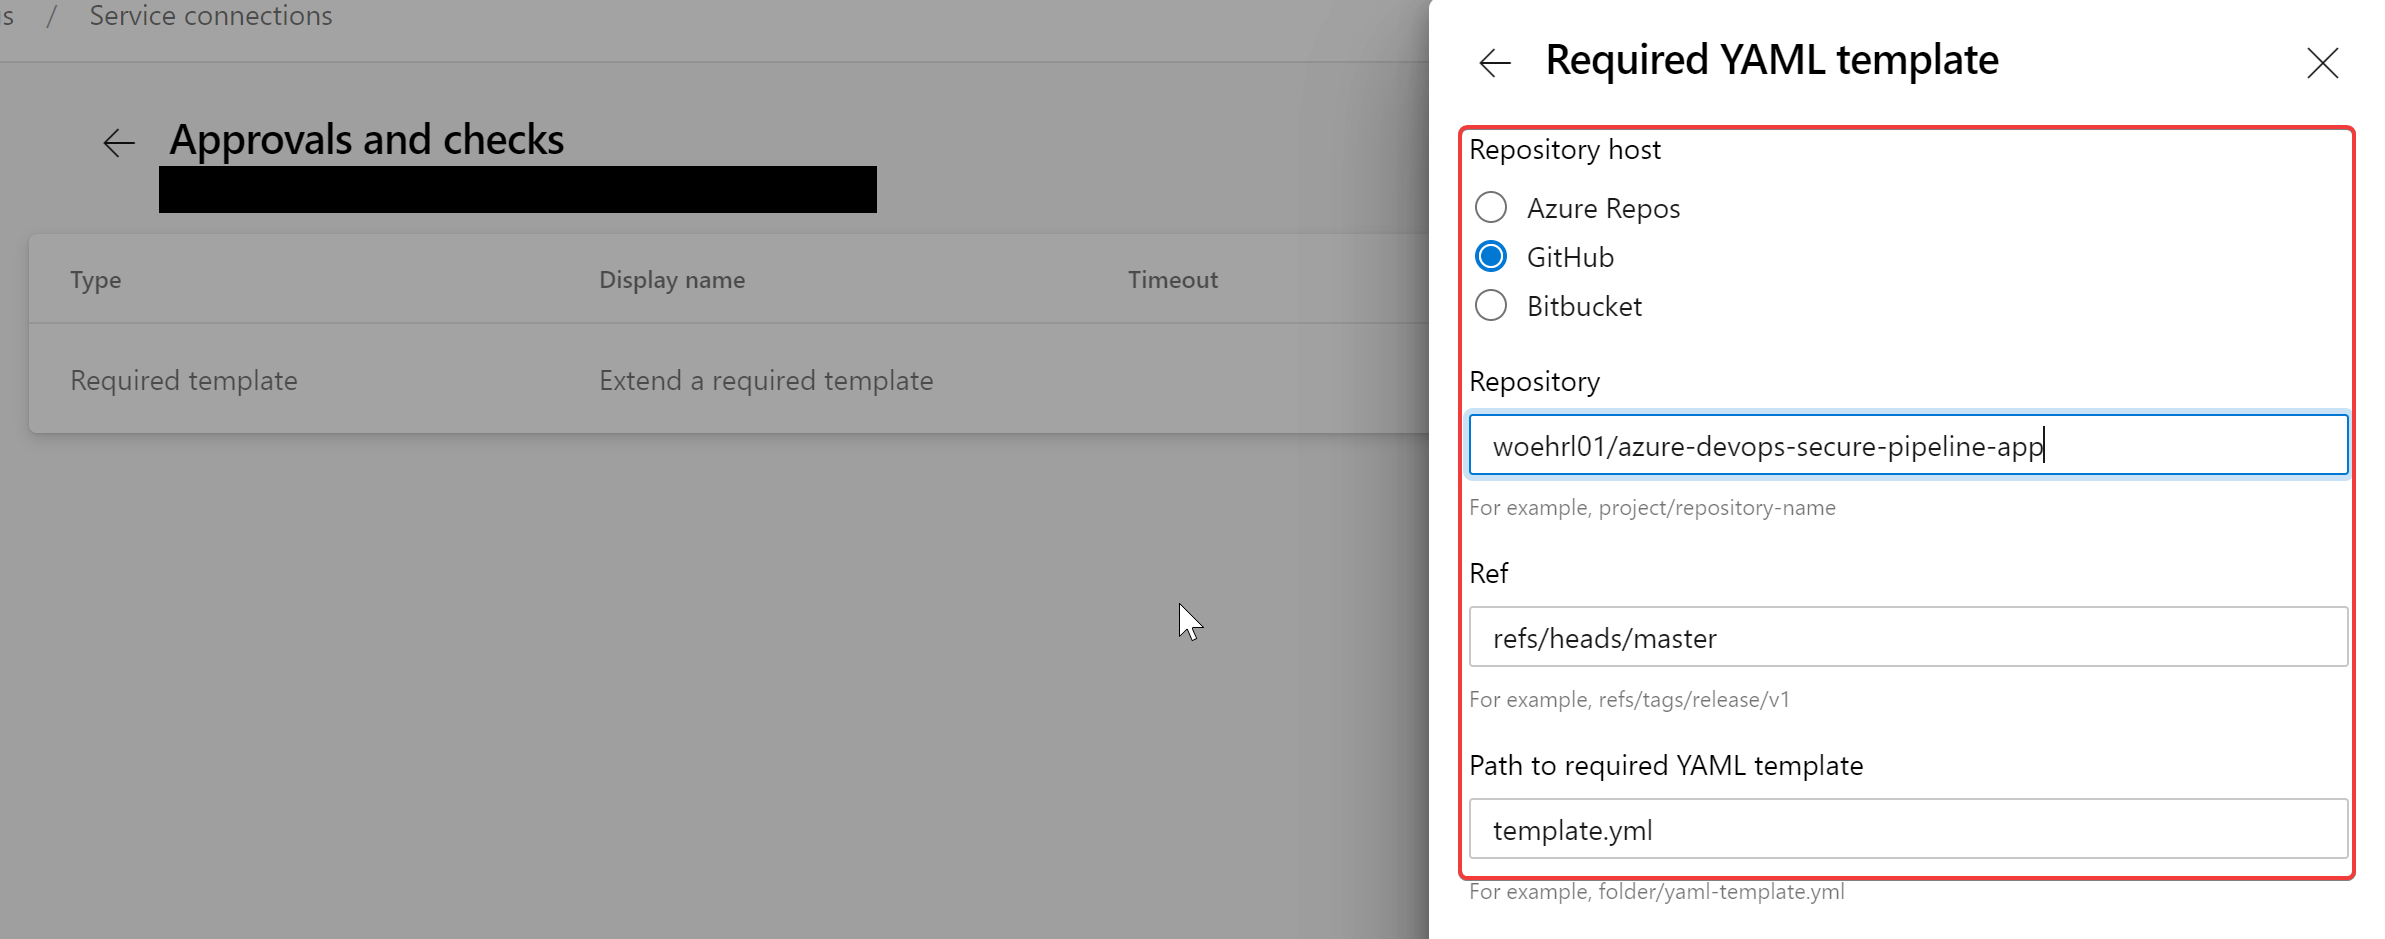 s / Service connections
Approvals and checks
Type Display name Timeout
Required template Extend a required template
Required YAML template
Repository host
Azure Repos
GitHub
Bitbucket
Repository
woehrl01/azure-devops-secure-pipeline-app
For example, project/repository-name
Ref
refs/heads/master
For example, refs/tags/release/v1
Path to required YAML template
template.yml
For example, folder/yaml-template.yml